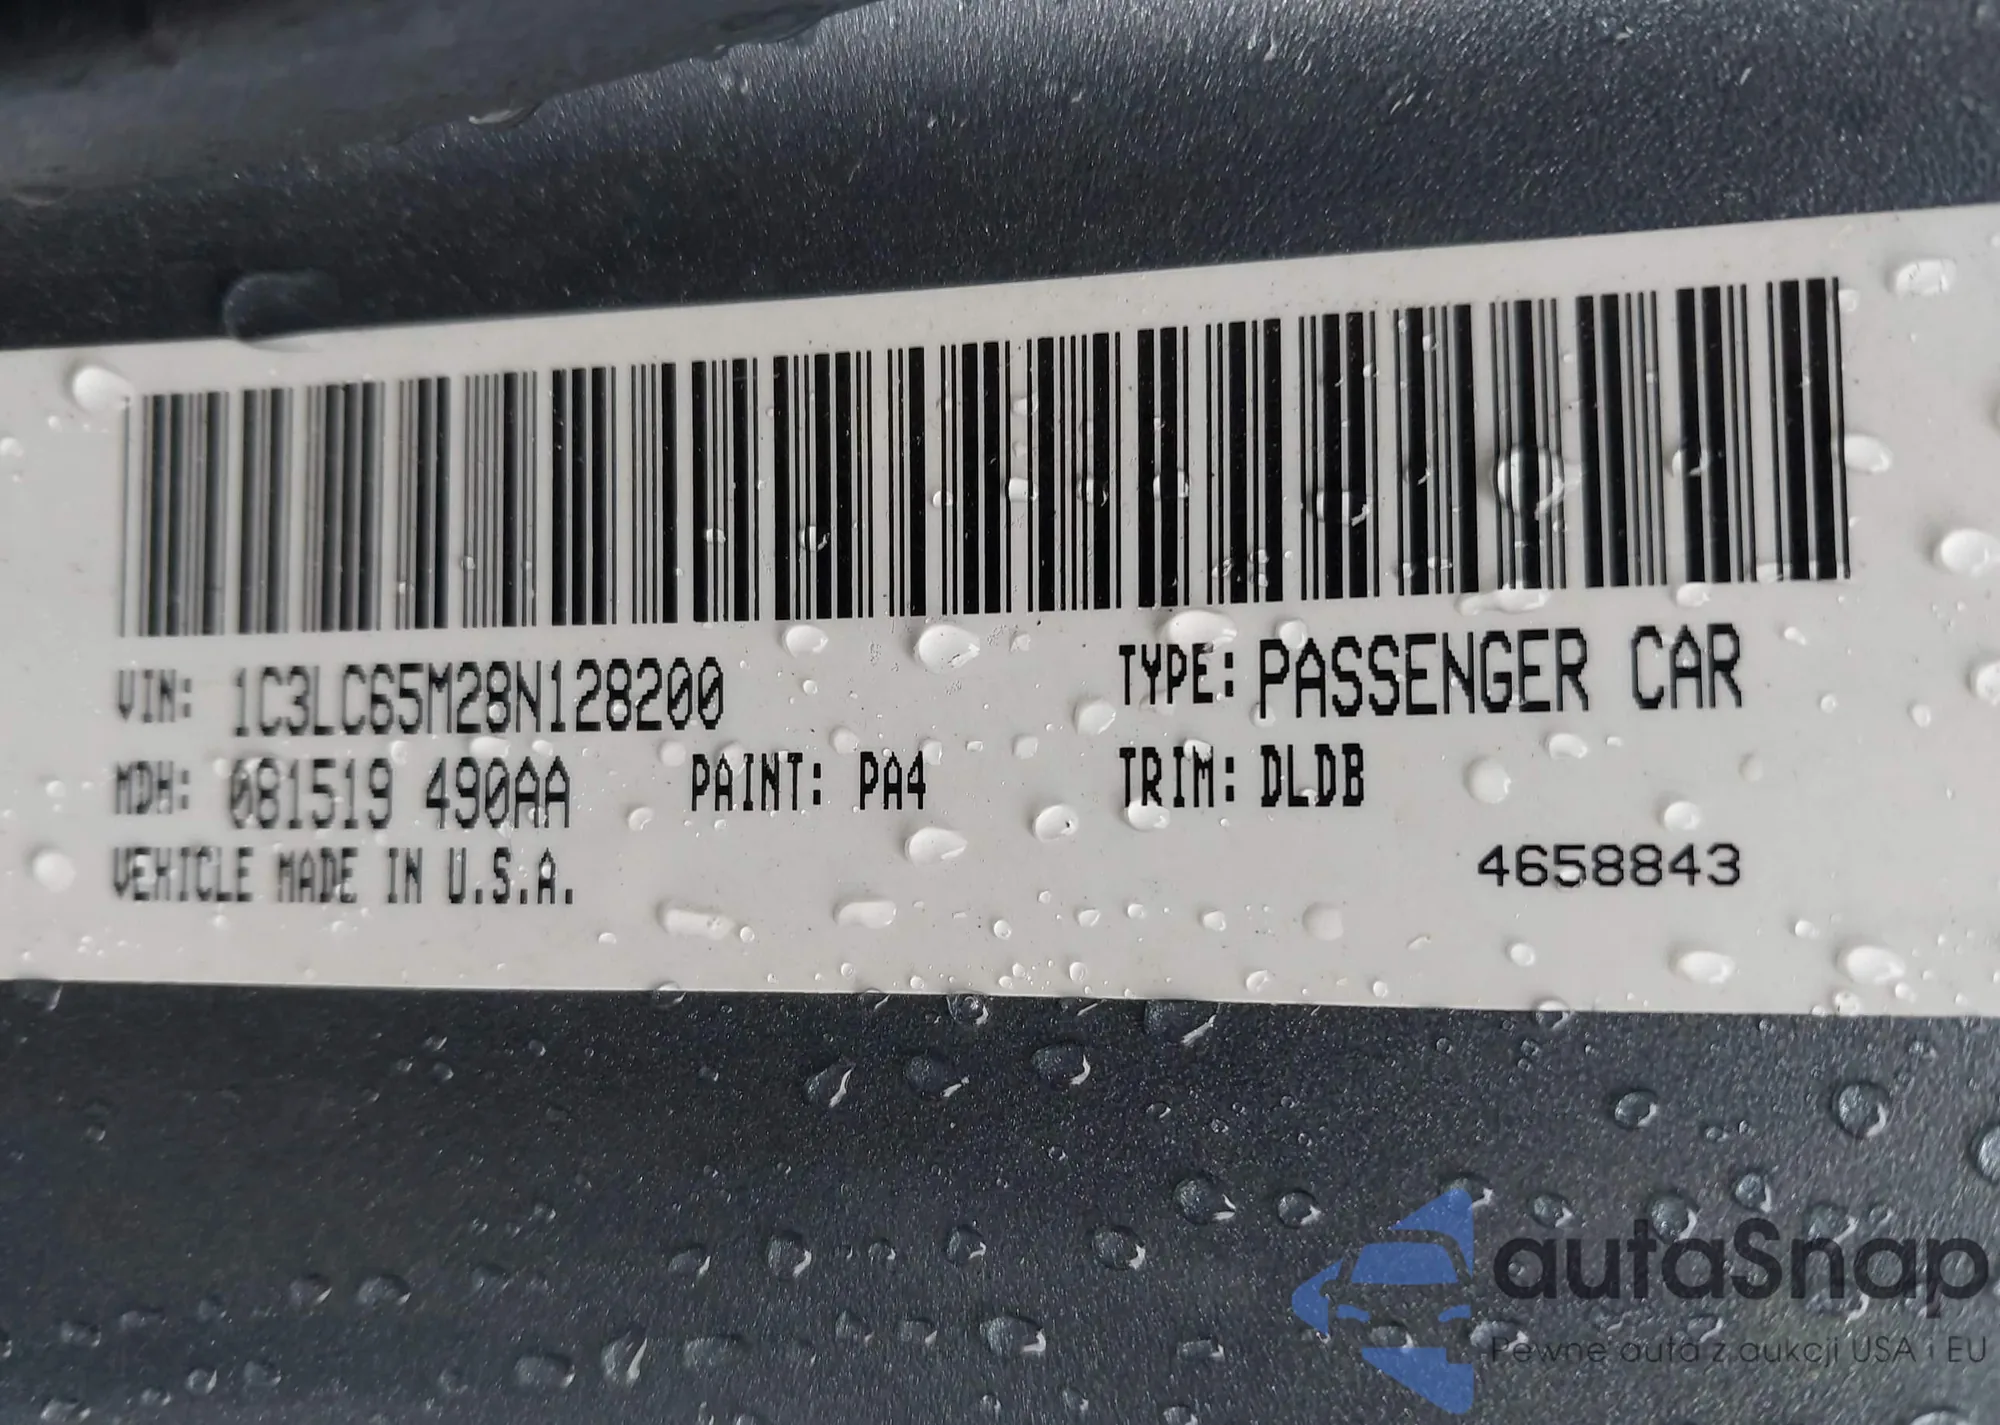 VIN: 1C3LC65M28N128200
TYPE: PASSENGER CAR
MDH: 081519 490AA PAINT: PA4 TRIM: DLDB
VEHICLE MADE IN U.S.A.
4658843
autaSnap
Pewne auta z aukcji USA i EU